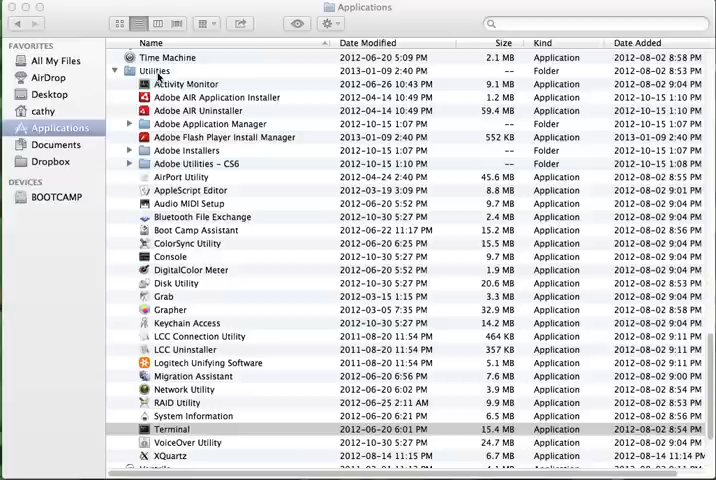 Applications
Name Date Modified Size Kind Date Added
FAVORITES
All My Files
AirDrop
Desktop
cathy
Applications
Documents
Dropbox
DEVICES
BOOTCAMP
Time Machine 2012-06-20 5:09 PM 2.1 MB Application 2012-08-02 8:58 PM
Utilities 2013-01-09 2:40 PM -- Folder 2012-08-02 8:53 PM
Activity Monitor 2012-06-26 10:43 PM 9.1 MB Application 2012-08-02 9:04 PM
Adobe AIR Application Installer 2012-10-15 1:09 PM 1.2 MB Application 2012-10-15 1:10 PM
Adobe AIR Uninstaller 2012-10-15 1:09 PM 59.4 MB Application 2012-10-15 1:10 PM
Adobe Application Manager 2012-10-15 1:07 PM -- Folder 2012-10-15 1:07 PM
Adobe Flash Player Install Manager 2013-01-09 2:40 PM 552 KB Application 2013-01-09 2:40 PM
Adobe Installers 2012-10-15 1:07 PM -- Folder 2012-10-15 1:07 PM
Adobe Utilities - CS6 2012-10-15 1:10 PM -- Folder 2012-10-15 1:08 PM
AirPort Utility 2012-04-24 2:40 PM 45.6 MB Application 2012-08-02 8:55 PM
AppleScript Editor 2012-03-19 3:09 PM 8.8 MB Application 2012-08-02 9:01 PM
Audio MIDI Setup 2012-06-20 5:52 PM 9.7 MB Application 2012-08-02 9:04 PM
Bluetooth File Exchange 2012-10-30 5:27 PM 2.4 MB Application 2012-08-02 9:04 PM
Boot Camp Assistant 2012-06-22 11:17 PM 15.2 MB Application 2012-08-02 9:04 PM
ColorSync Utility 2012-06-20 6:25 PM 15.5 MB Application 2012-08-02 9:04 PM
Console 2012-10-30 5:27 PM 9.7 MB Application 2012-08-02 9:04 PM
DigitalColor Meter 2012-06-20 5:52 PM 1.9 MB Application 2012-08-02 9:04 PM
Disk Utility 2012-10-30 5:27 PM 20.6 MB Application 2012-08-02 8:53 PM
Grab 2012-03-15 1:15 PM 3.3 MB Application 2012-08-02 8:59 PM
Grapher 2012-03-05 7:35 PM 32.9 MB Application 2012-08-02 8:58 PM
Keychain Access 2012-10-30 5:27 PM 14.2 MB Application 2012-08-02 9:04 PM
LCC Connection Utility 2011-08-20 11:54 PM 464 KB Application 2012-08-02 9:11 PM
LCC Uninstaller 2011-08-20 11:54 PM 357 KB Application 2012-08-02 9:11 PM
Logitech Unifying Software 2011-08-20 11:54 PM 5.1 MB Application 2012-08-02 9:11 PM
Migration Assistant 2012-06-20 6:56 PM 7.6 MB Application 2012-08-02 9:00 PM
Network Utility 2012-06-20 6:02 PM 3.9 MB Application 2012-08-02 8:54 PM
RAID Utility 2012-06-25 2:11 AM 9.9 MB Application 2012-08-02 8:53 PM
System Information 2012-06-20 6:21 PM 6.5 MB Application 2012-08-02 9:04 PM
Terminal 2012-06-20 6:01 PM 15.4 MB Application 2012-08-02 8:54 PM
VoiceOver Utility 2012-10-30 5:27 PM 24.7 MB Application 2012-08-02 9:04 PM
XQuartz 2012-08-14 11:15 PM 6.7 MB Application 2012-08-14 11:14 PM